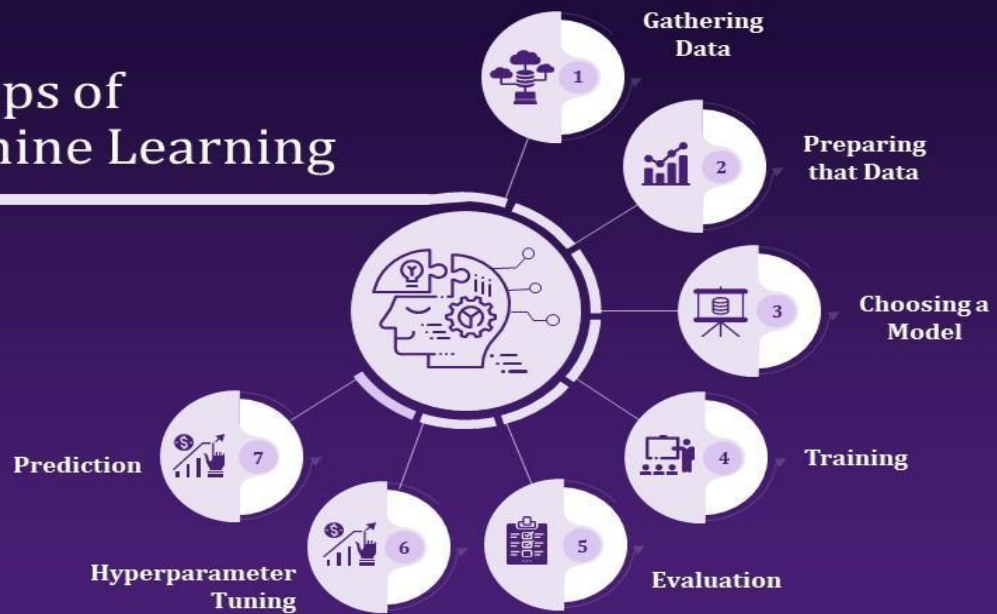 ps of
nine Learning
1
Gathering
Data
2
Preparing
that Data
3
Choosing a
Model
4
Training
5
Evaluation
6
Hyperparameter
Tuning
7
Prediction